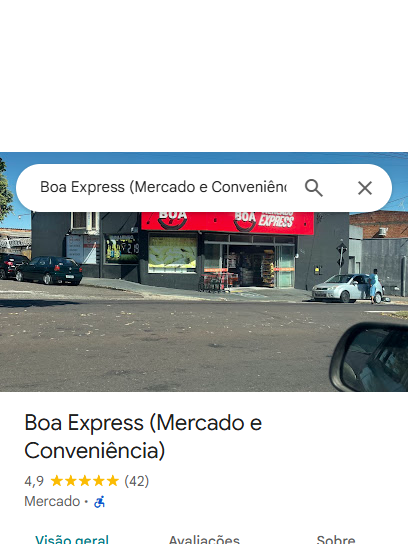 Boa Express (Mercado e Conveniênc
BOA
BOA
EXPRESS
Boa Express (Mercado e
Conveniência)
4,9 ★★★★★ (42)
Mercado ·
Visão geral Avaliações Sobre